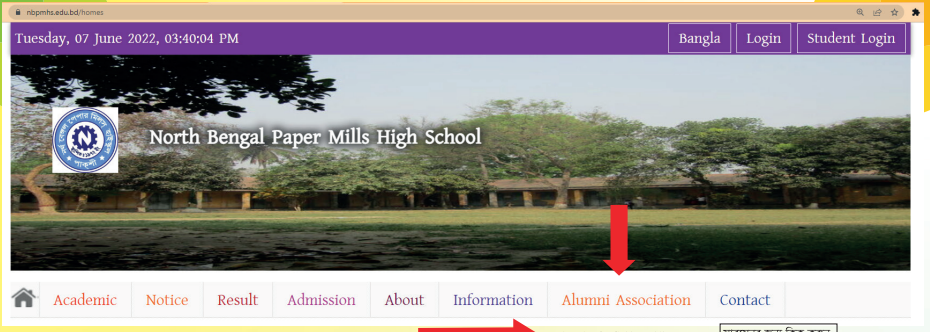 nbpmhs.edu.bd/homes
Tuesday, 07 June 2022, 03:40:04 PM
Bangla Login Student Login
North Bengal Paper Mills High School
Academic Notice Result Admission About Information Alumni Association Contact